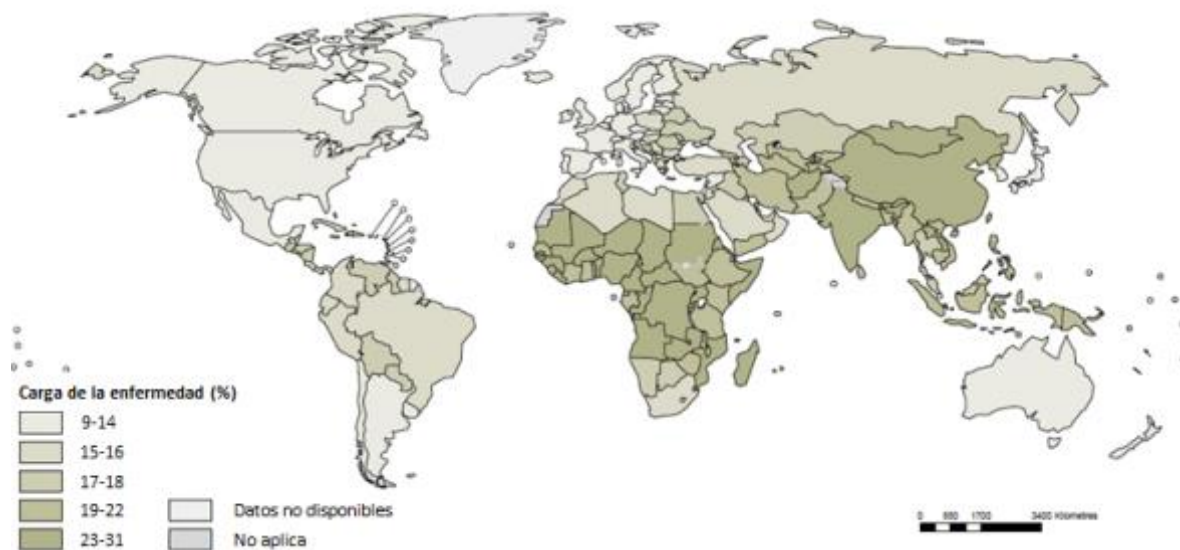 Carga de la enfermedad (%)
9-14
15-16
17-18
19-22
23-31
Datos no disponibles
No aplica
0 850 1700 3400 Kilometres